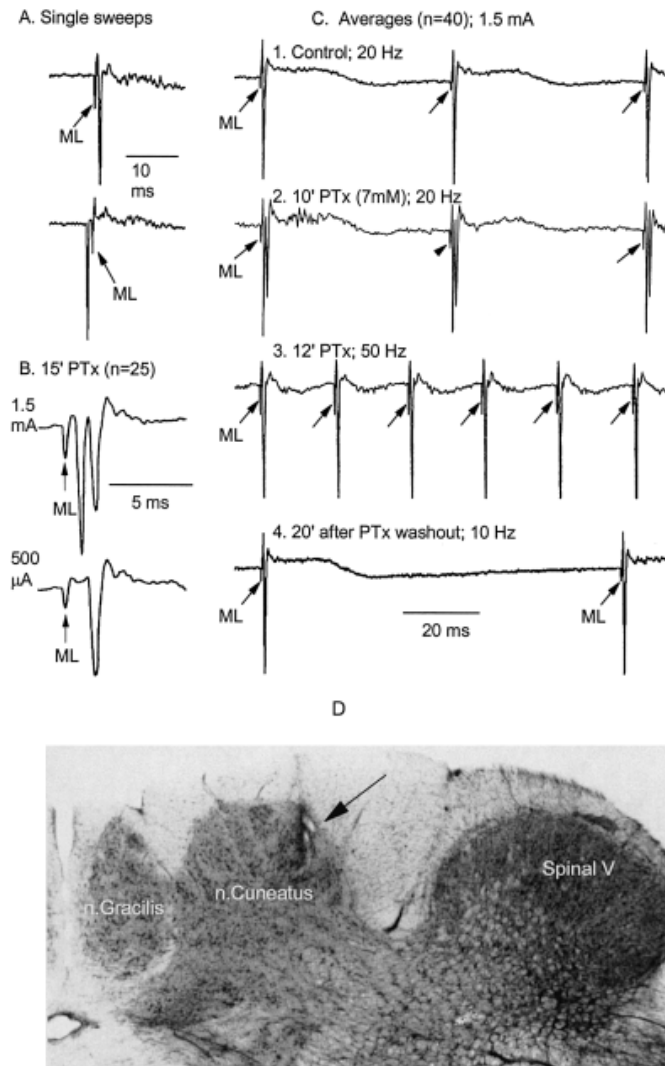 A. Single sweeps
ML
10
ms
ML
B. 15' PTx (n=25)
1.5
mA
ML
5 ms
500
µA
ML
C. Averages (n=40); 1.5 mA
1. Control; 20 Hz
ML
2. 10' PTx (7mM); 20 Hz
ML
3. 12' PTx; 50 Hz
ML
4. 20' after PTx washout; 10 Hz
ML
20 ms
ML
D
n.Gracilis
n.Cuneatus
Spinal V